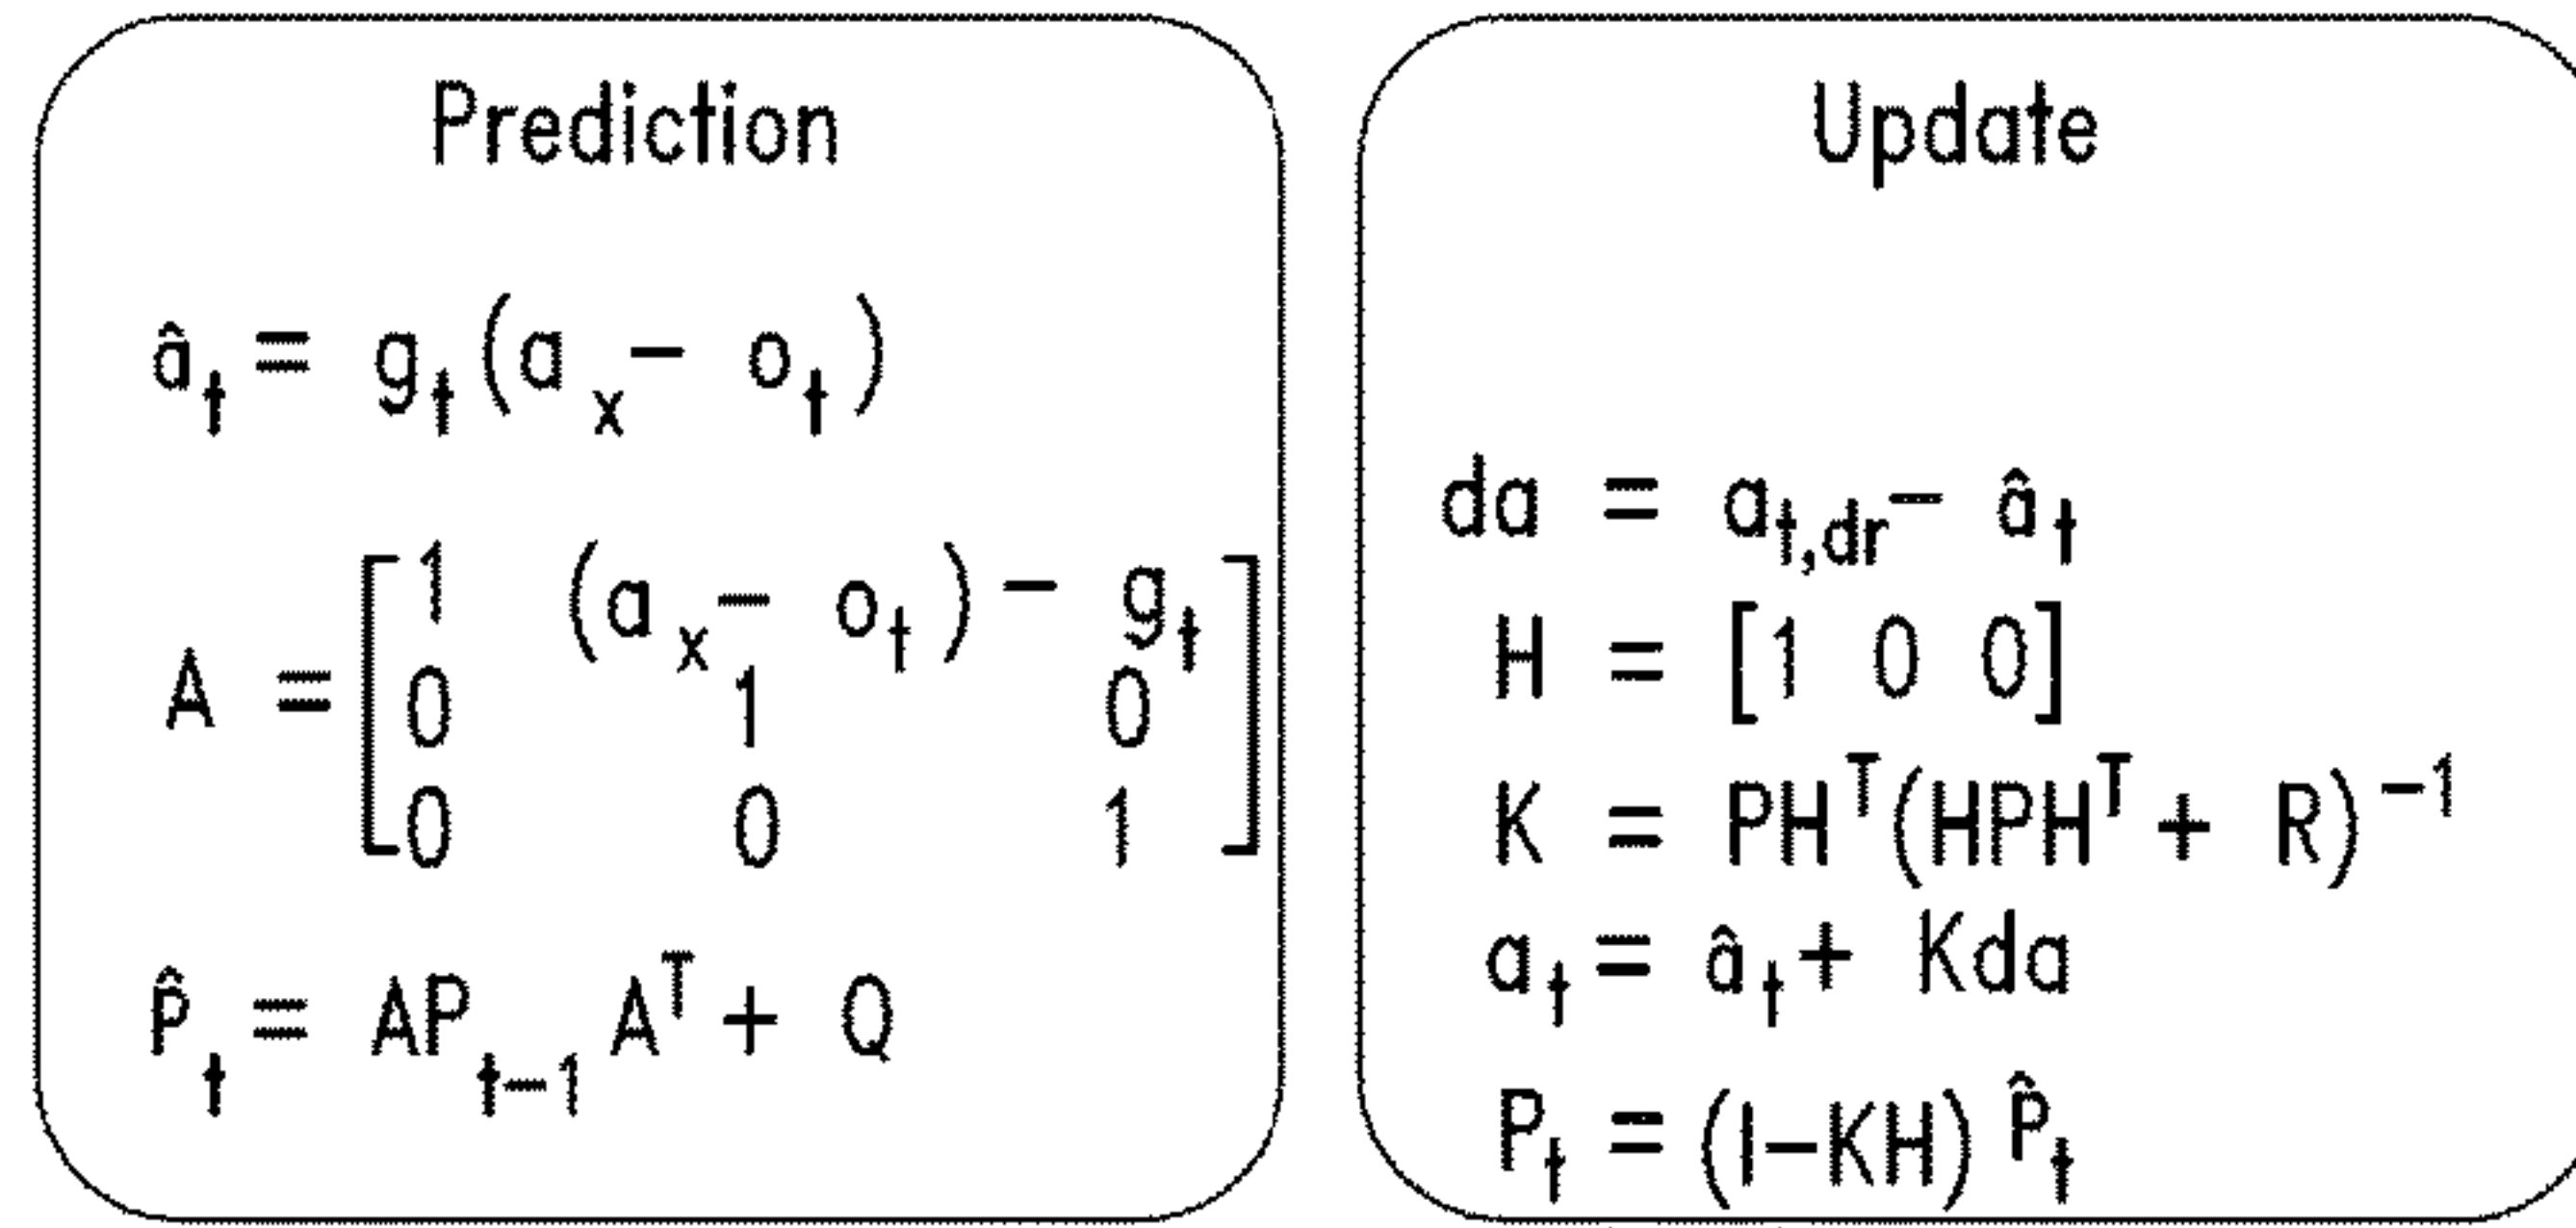 Prediction
â_t = g_t (a_x - o_t)
A = [1 (a_x - o_t) - g_t
0 1 0
0 0 1]
P̂_t = AP_{t-1} A^T + Q
Update
da = a_{t,dr} - â_t
H = [1 0 0]
K = PH^T (HPH^T + R)^{-1}
a_t = â_t + Kda
P_t = (I-KH) P̂_t